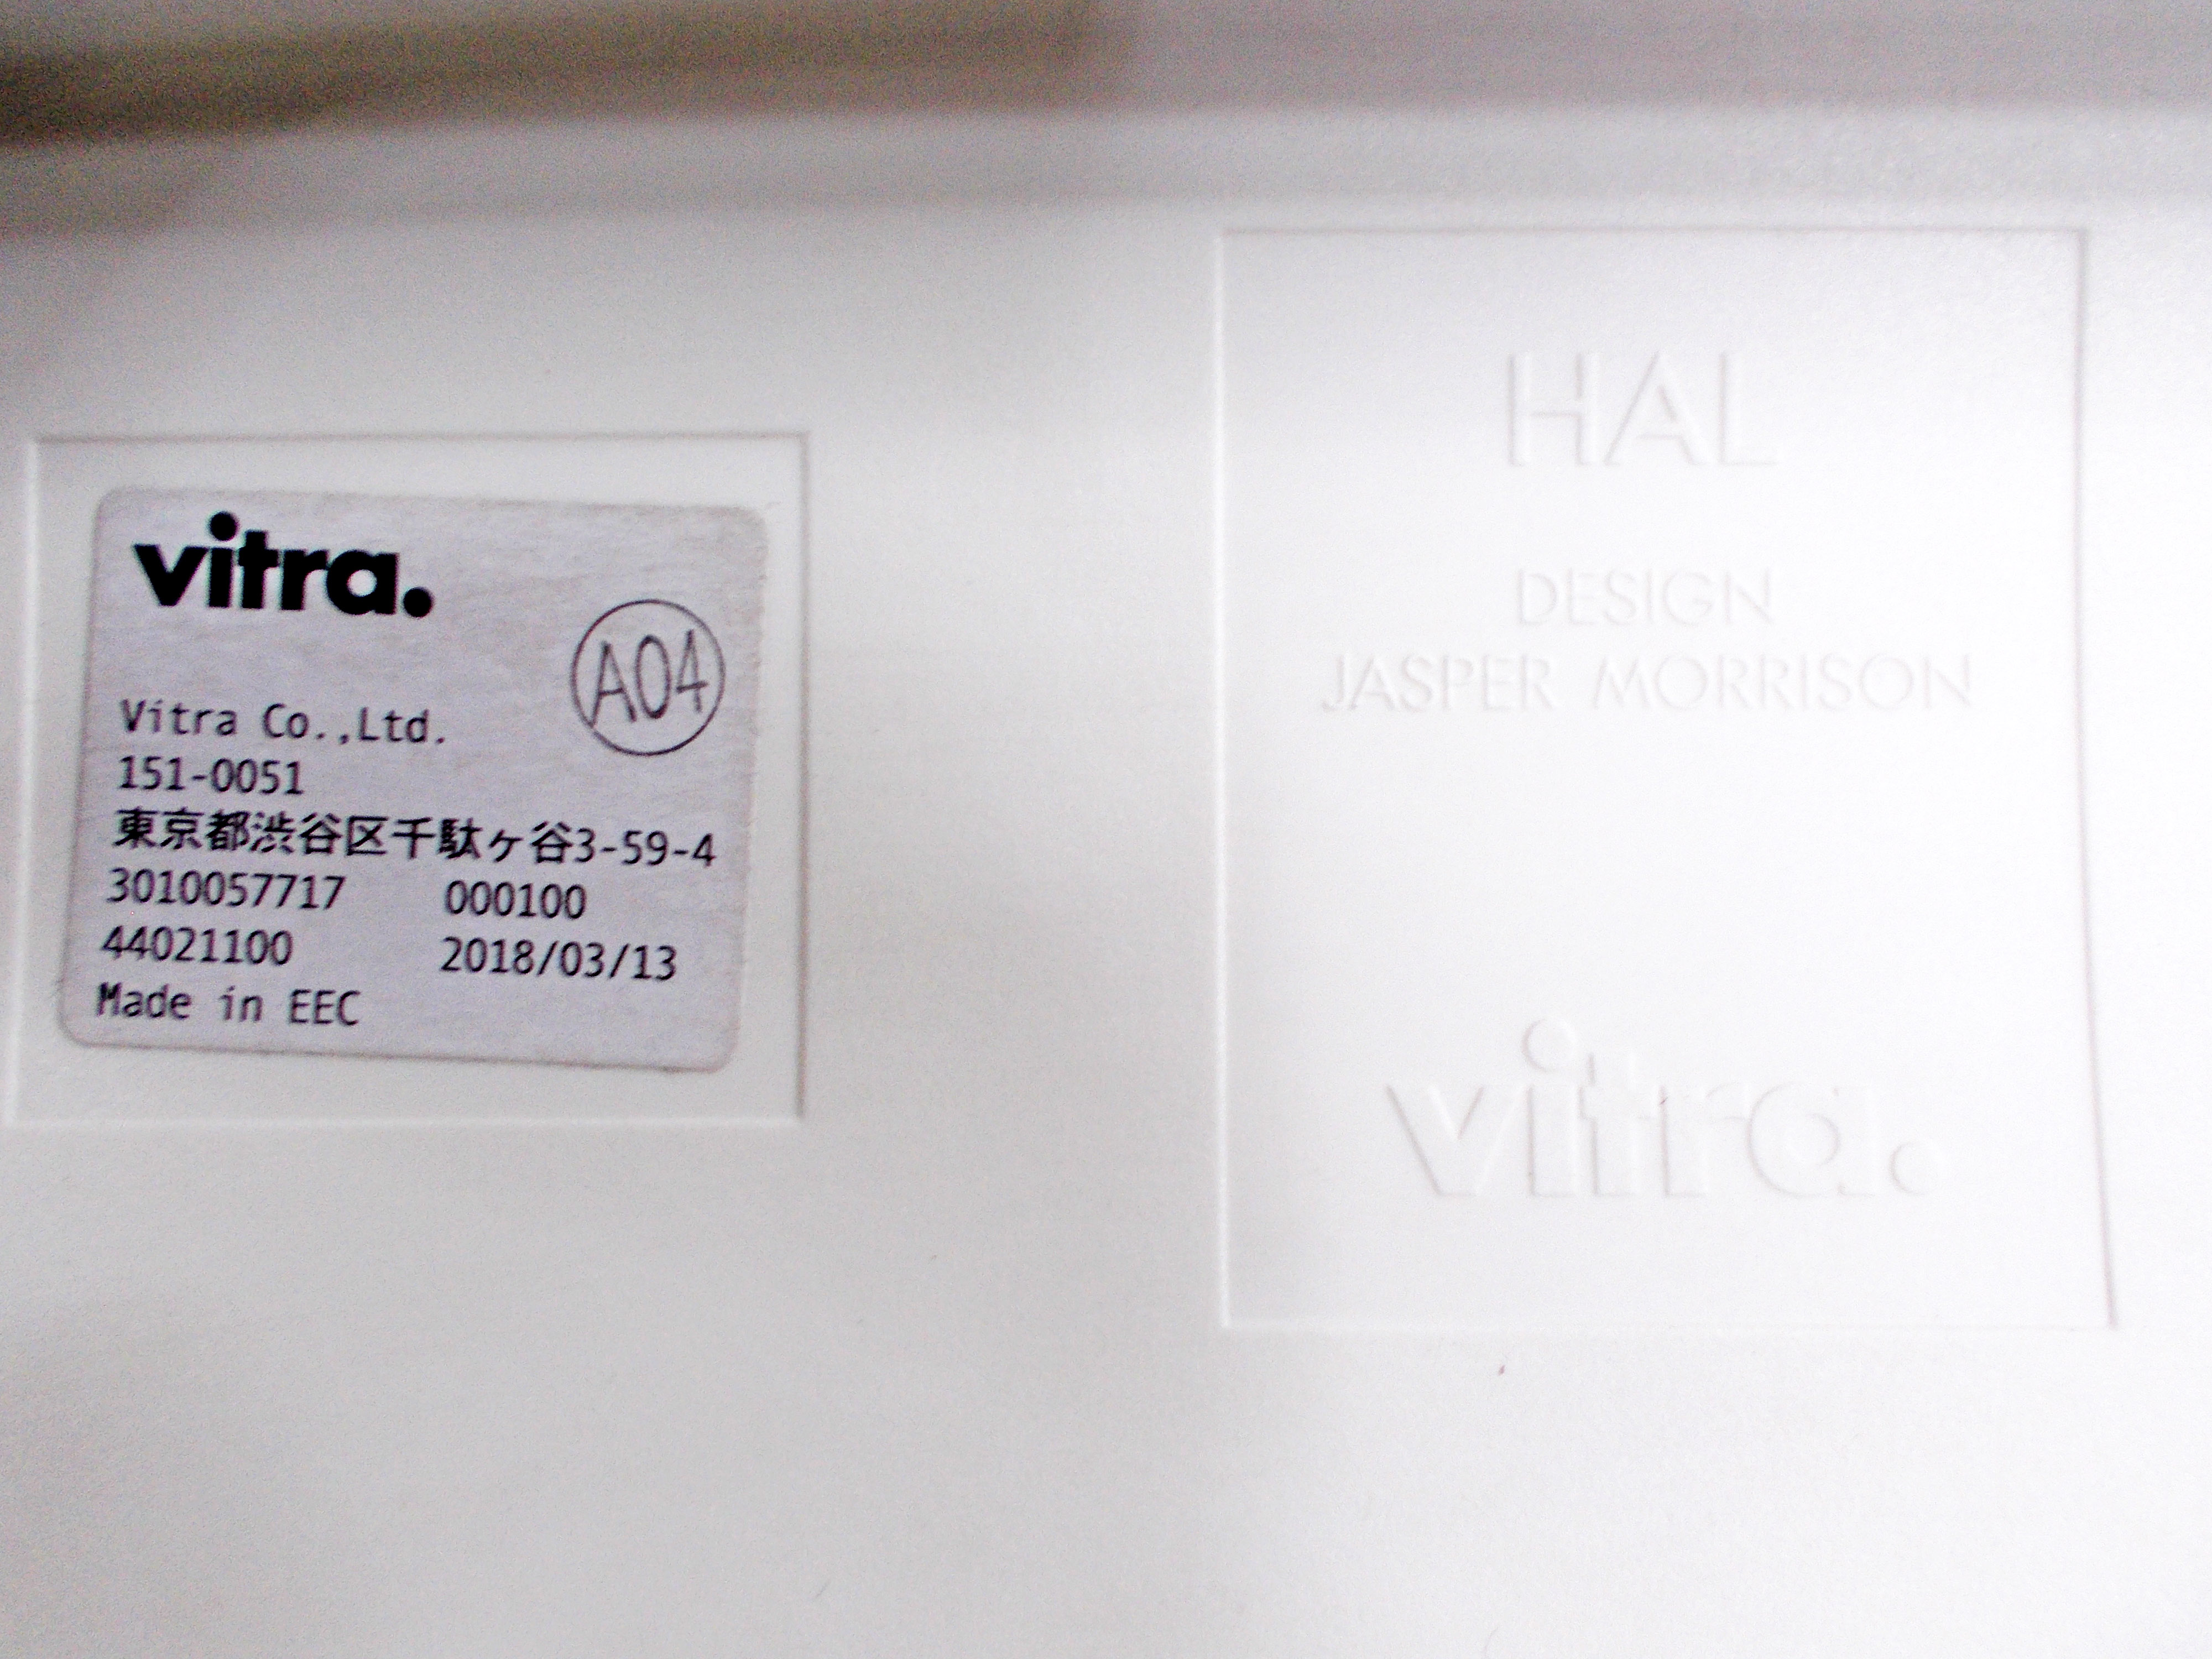 vitra.
A04
Vitra Co.,Ltd.
151-0051
東京都渋谷区千駄ヶ谷3-59-4
3010057717 000100
44021100 2018/03/13
Made in EEC
HAL
DESIGN
JASPER MORRISON
vitra.